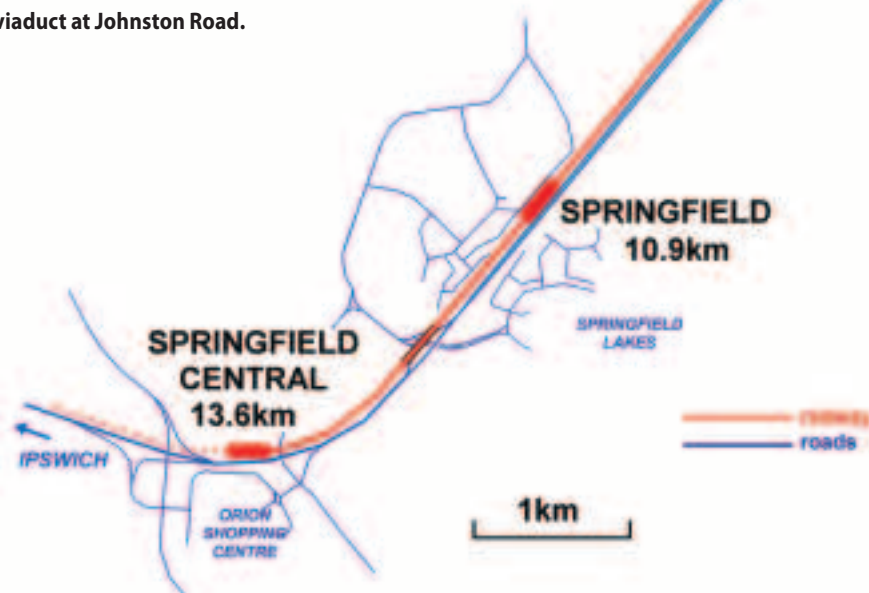 viaduct at Johnston Road.
SPRINGFIELD
10.9km
SPRINGFIELD
LAKES
SPRINGFIELD
CENTRAL
13.6km
railway
roads
IPSWICH
1km
ORION
SHOPPING
CENTRE